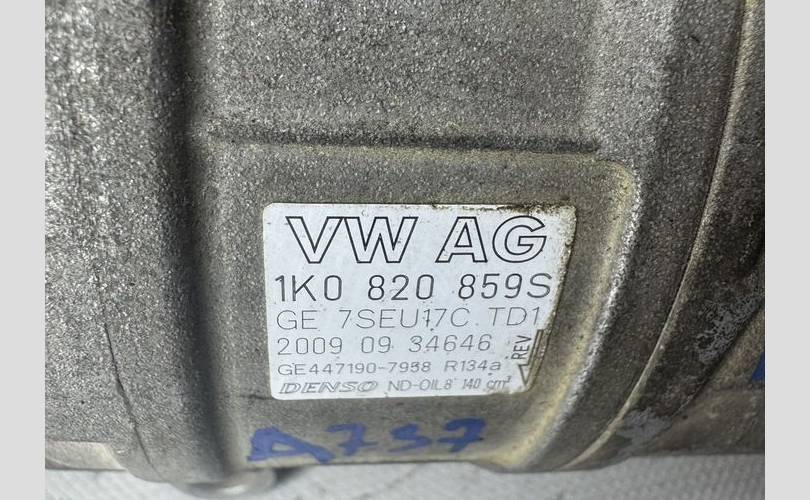 VW AG
1K0 820 859S
GE 7SEU17C TD1
2009 09 34646
REV
GE447190-7958 R134a
DENSO ND-OIL8 140 cm³
A737